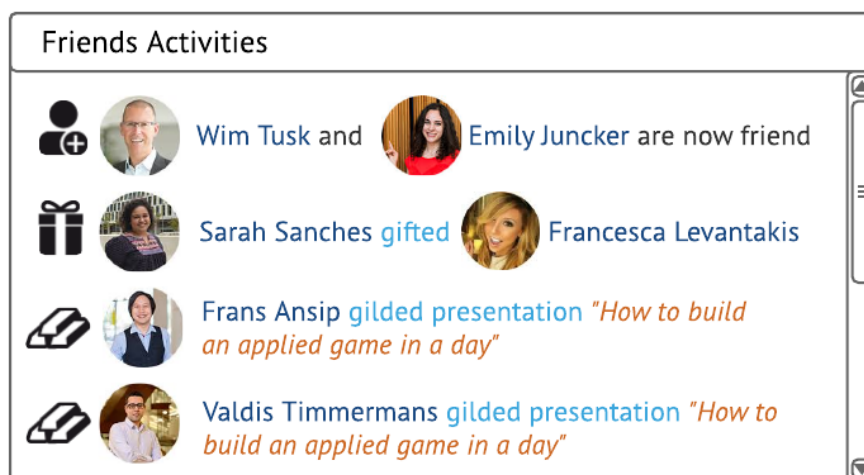 Friends Activities
Wim Tusk and Emily Juncker are now friend
Sarah Sanches gifted Francesca Levantakis
Frans Ansip gilded presentation "How to build
an applied game in a day"
Valdis Timmermans gilded presentation "How to
build an applied game in a day"